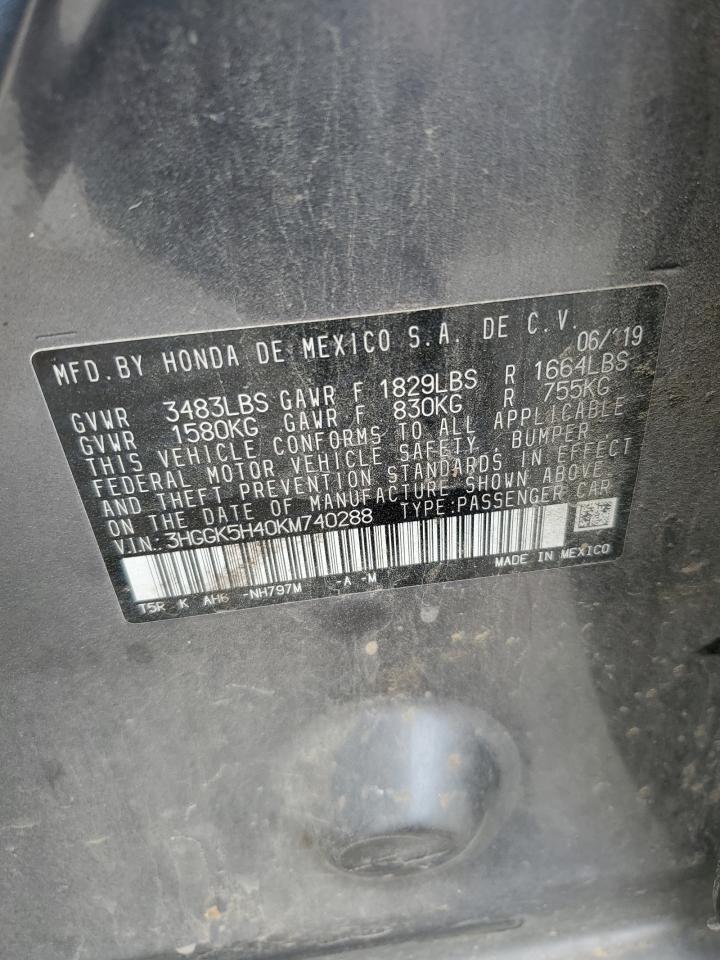 MFD.BY HONDA DE MEXICO S.A. DE C.V. 06/'19
GVWR 3483LBS GAWR F 1829LBS R 1664LBS
GVWR 1580KG GAWR F 830KG R 755KG
THIS VEHICLE CONFORMS TO ALL APPLICABLE
FEDERAL MOTOR VEHICLE SAFETY, BUMPER
AND THEFT PREVENTION STANDARDS IN EFFECT
ON THE DATE OF MANUFACTURE SHOWN ABOVE.
VIN:3HGGK5H40KM740288 TYPE:PASSENGER CAR
T5R K AH6 -NH797M -A -M MADE IN MEXICO